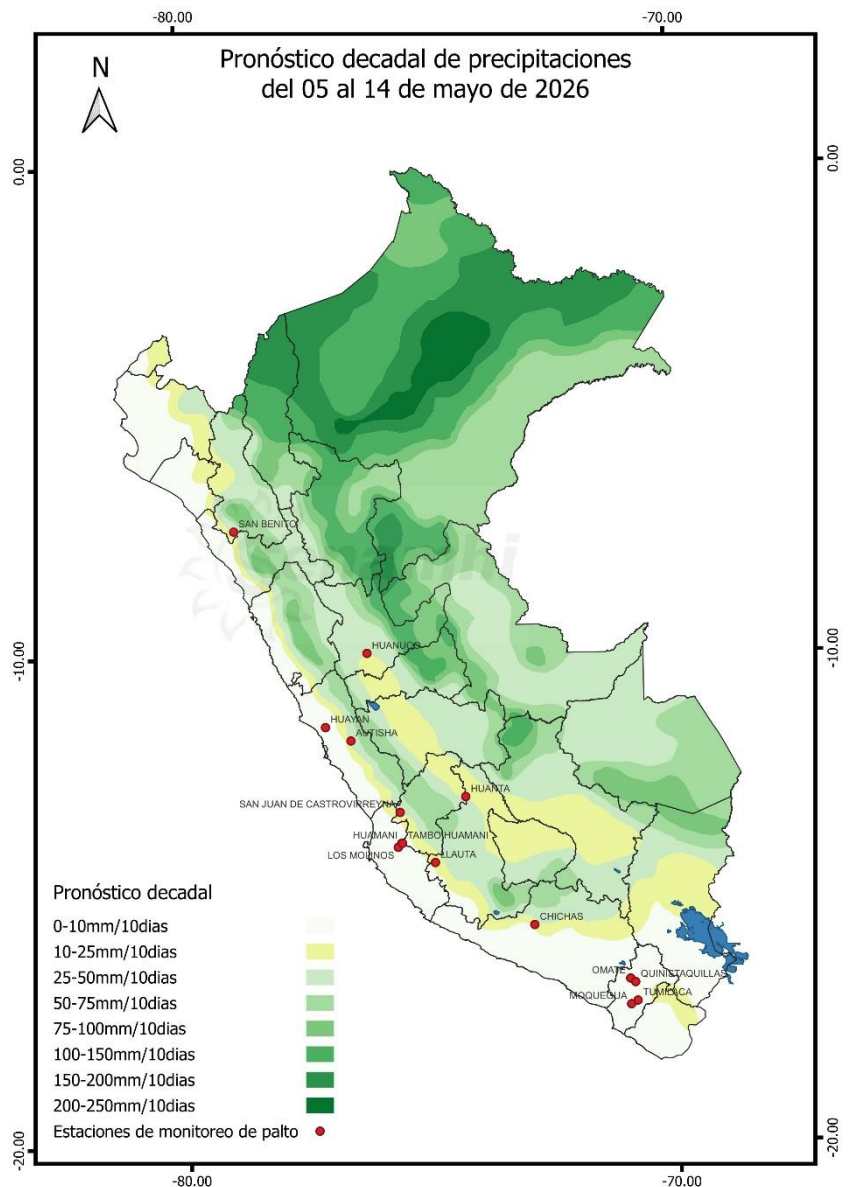 -80.00
-70.00
Pronóstico decadal de precipitaciones
del 05 al 14 de mayo de 2026
N
0.00
0.00
SAN BENITO
senamhi
HUANUCO
-10.00
-10.00
HUAYAN
AUTISHA
HUANTA
SAN JUAN DE CASTROVIRREYNA
HUAMANI
TAMBO HUAMANI
LOS MOLINOS
LLAUTA
Pronóstico decadal
0-10mm/10dias
10-25mm/10dias
25-50mm/10dias
50-75mm/10dias
75-100mm/10dias
100-150mm/10dias
150-200mm/10dias
200-250mm/10dias
Estaciones de monitoreo de palto
CHICHAS
OMATE
QUINISTAQUILLAS
MOQUEGUA
TUMILACA
-20.00
-20.00
-80.00
-70.00